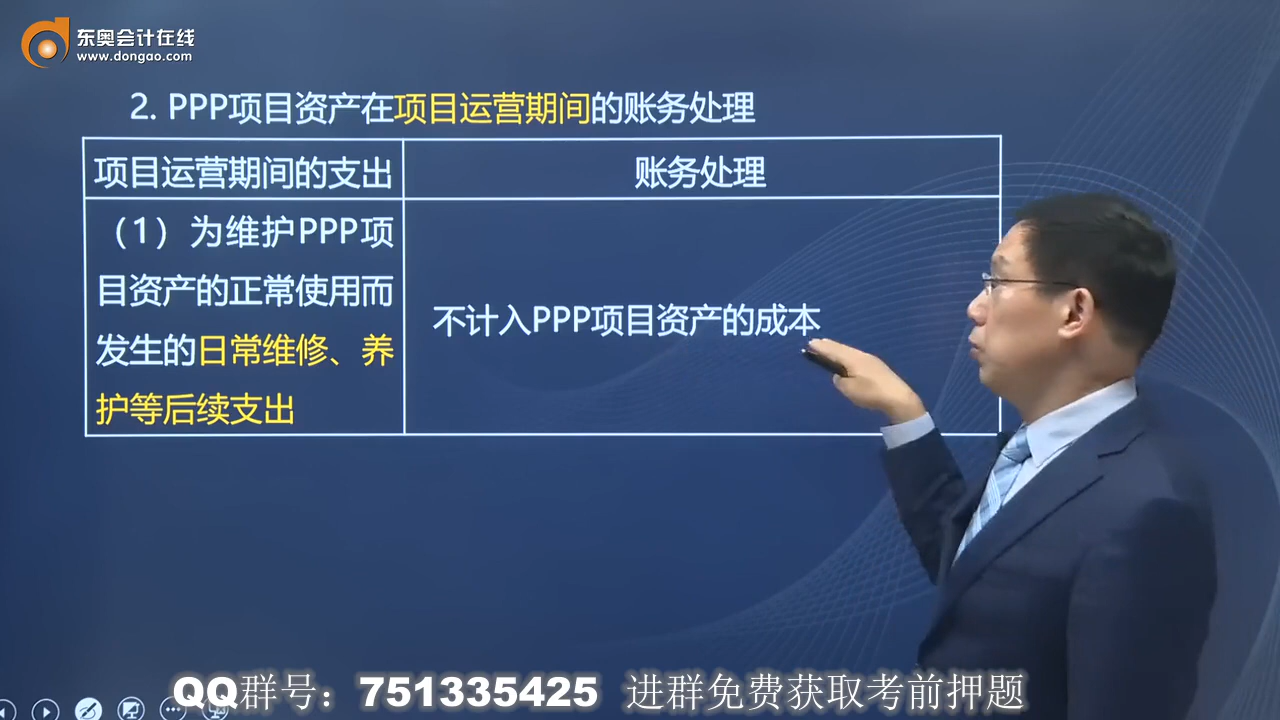 东奥会计在线
www.dongao.com
2. PPP项目资产在项目运营期间的账务处理
项目运营期间的支出
账务处理
（1）为维护PPP项
目资产的正常使用而
发生的日常维修、养
护等后续支出
不计入PPP项目资产的成本
QQ群号：751335425 进群免费获取考前押题